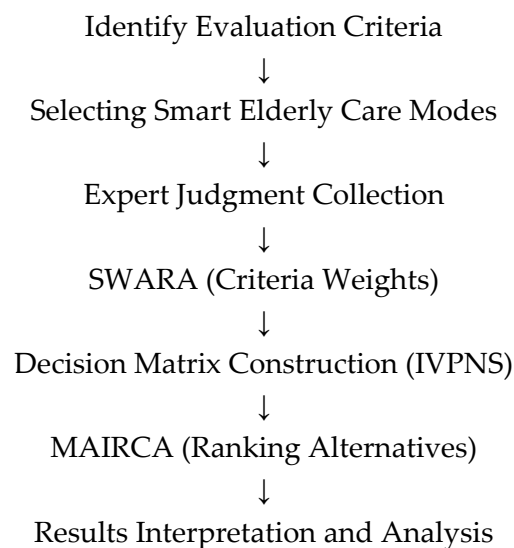 Identify Evaluation Criteria
↓
Selecting Smart Elderly Care Modes
↓
Expert Judgment Collection
↓
SWARA (Criteria Weights)
↓
Decision Matrix Construction (IVPNS)
↓
MAIRCA (Ranking Alternatives)
↓
Results Interpretation and Analysis